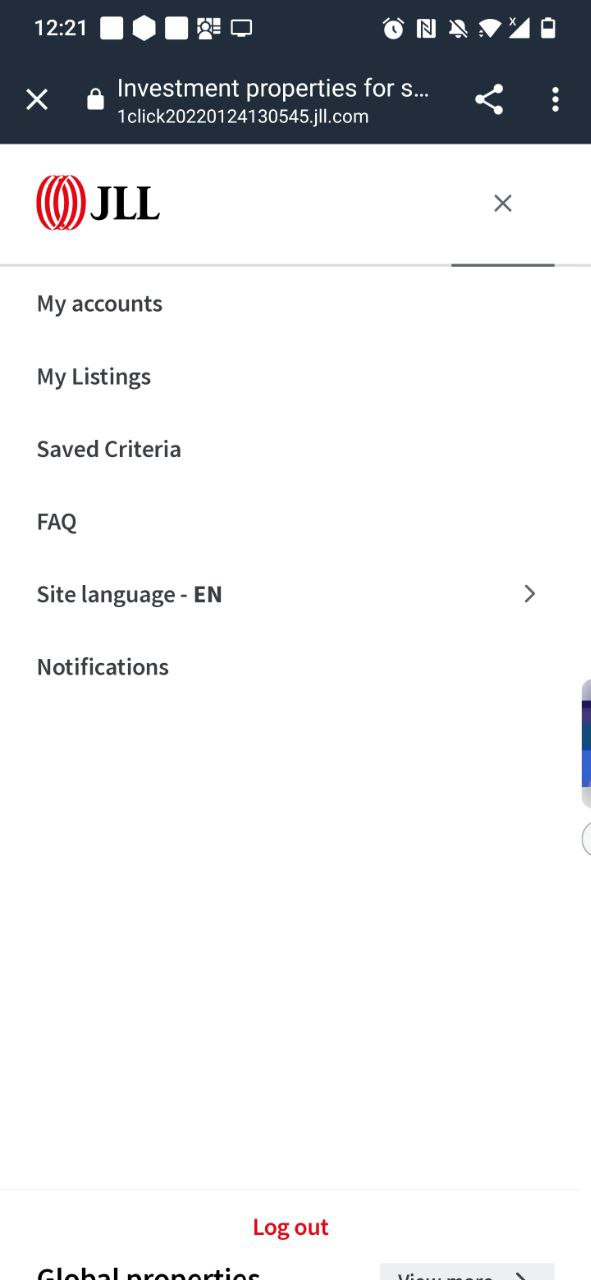 12:21
Investment properties for s...
1click20220124130545.jll.com
JLL
My accounts
My Listings
Saved Criteria
FAQ
Site language - EN
Notifications
Log out
Global properties
View more